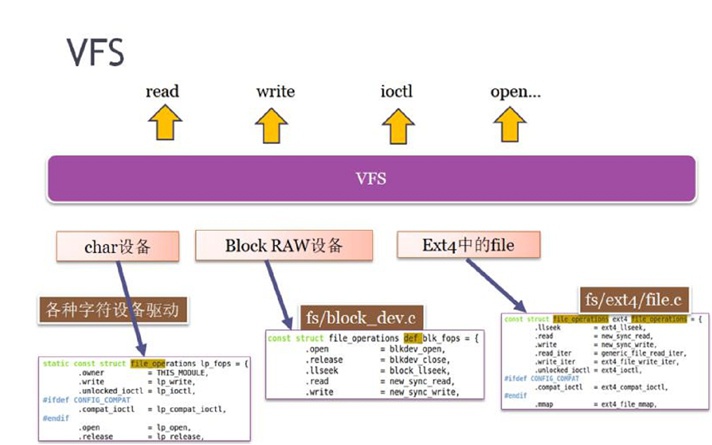 VFS
read
write
ioctl
open...
VFS
char设备
Block RAW设备
Ext4中的file
各种字符设备驱动
fs/block_dev.c
fs/ext4/file.c
static const struct file_operations lp_fops = {
.owner = THIS_MODULE,
.write = lp_write,
.unlocked_ioctl = lp_ioctl,
#ifdef CONFIG_COMPAT
.compat_ioctl = lp_compat_ioctl,
#endif
.open = lp_open,
.release = lp_release,
const struct file_operations def_blk_fops = {
.open = blkdev_open,
.release = blkdev_close,
.llseek = block_llseek,
.read = new_sync_read,
.write = new_sync_write,
const struct file_operations ext4_file_operations = {
.llseek = ext4_llseek,
.read = new_sync_read,
.write = new_sync_write,
.read_iter = generic_file_read_iter,
.write_iter = ext4_file_write_iter,
.unlocked_ioctl = ext4_ioctl,
#ifdef CONFIG_COMPAT
.compat_ioctl = ext4_compat_ioctl,
#endif
.mmap = ext4_file_mmap,